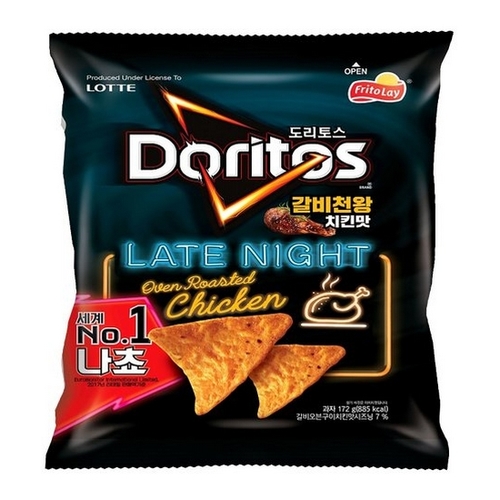 Produced Under License To
LOTTE
OPEN
Frito Lay
도리토스
Doritos
갈비천왕
치킨맛
LATE NIGHT
Oven Roasted
Chicken
세계
No.1
나쵸
과자 172 g(885 kcal)
갈비오븐구이치킨맛시즈닝 7 %